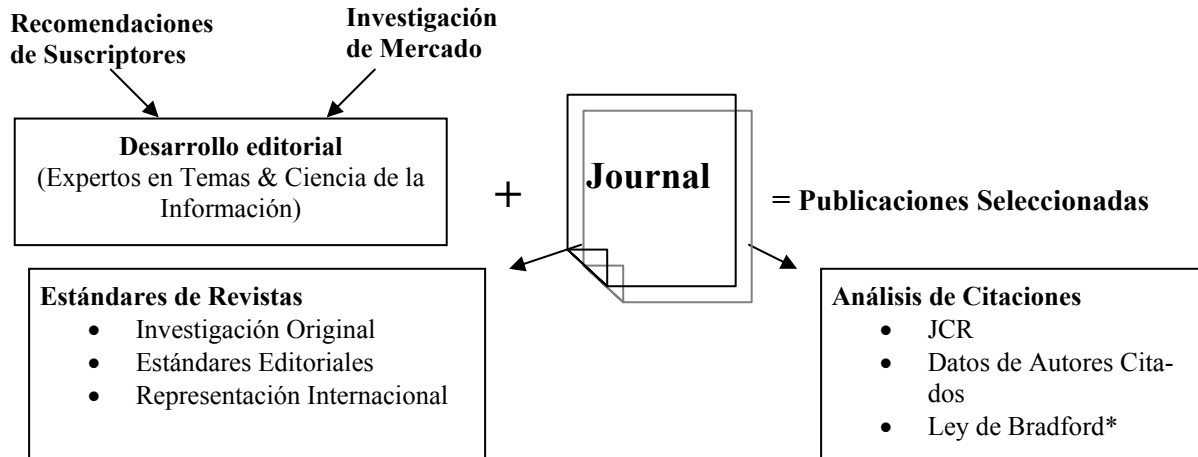 Recomendaciones
de Suscriptores
Investigación
de Mercado
Desarrollo editorial
(Expertos en Temas & Ciencia de la
Información)
+
Journal
= Publicaciones Seleccionadas
Estándares de Revistas
• Investigación Original
• Estándares Editoriales
• Representación Internacional
Análisis de Citaciones
• JCR
• Datos de Autores Cita-
dos
• Ley de Bradford*